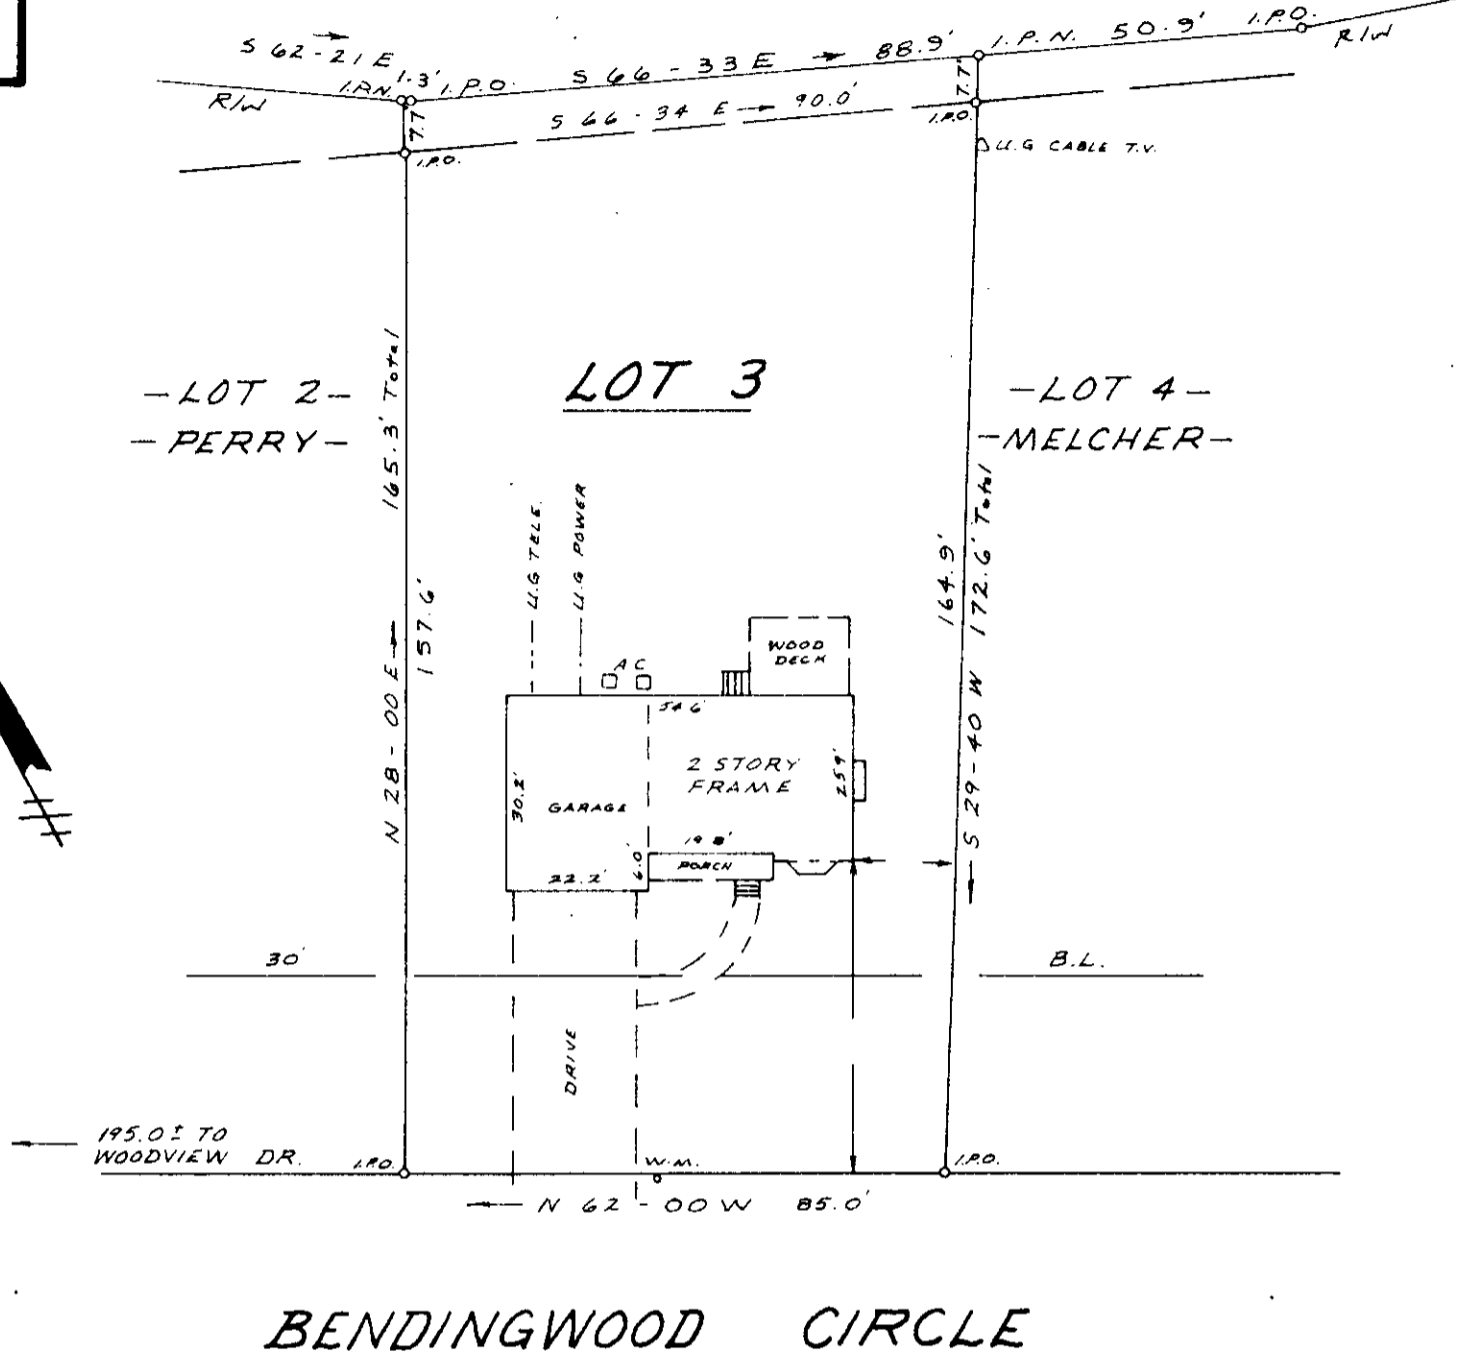 S 62-21 E
I.P.N. 1.3' I.P.O.
S 66-33 E 88.9'
I.P.N. 50.9' I.P.O.
R/W
R/W
7.7'
7.7'
S 66-34 E 90.0'
I.P.O.
I.P.O.
U.G CABLE T.V.
LOT 3
-LOT 2-
-PERRY-
-LOT 4-
-MELCHER-
165.3' Total
157.6'
N 28-00 E
164.9'
172.6' Total
S 29-40 W
U.G TELE.
U.G POWER
A C
WOOD
DECK
54.6
2 STORY
FRAME
25.9'
30.2'
GARAGE
19.8'
6.0'
PORCH
22.2'
30'
B.L.
DRIVE
195.0± TO
WOODVIEW DR.
I.P.O.
W.M.
I.P.O.
N 62-00 W 85.0'
BENDINGWOOD CIRCLE